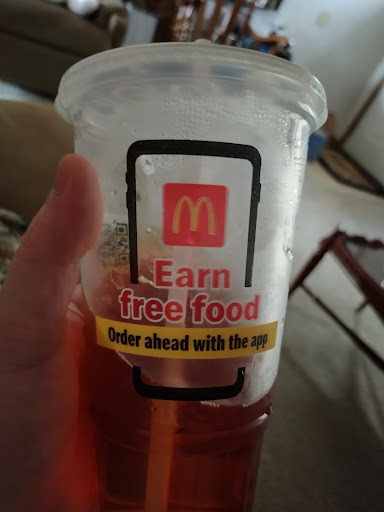 Earn
free food
Order ahead with the app